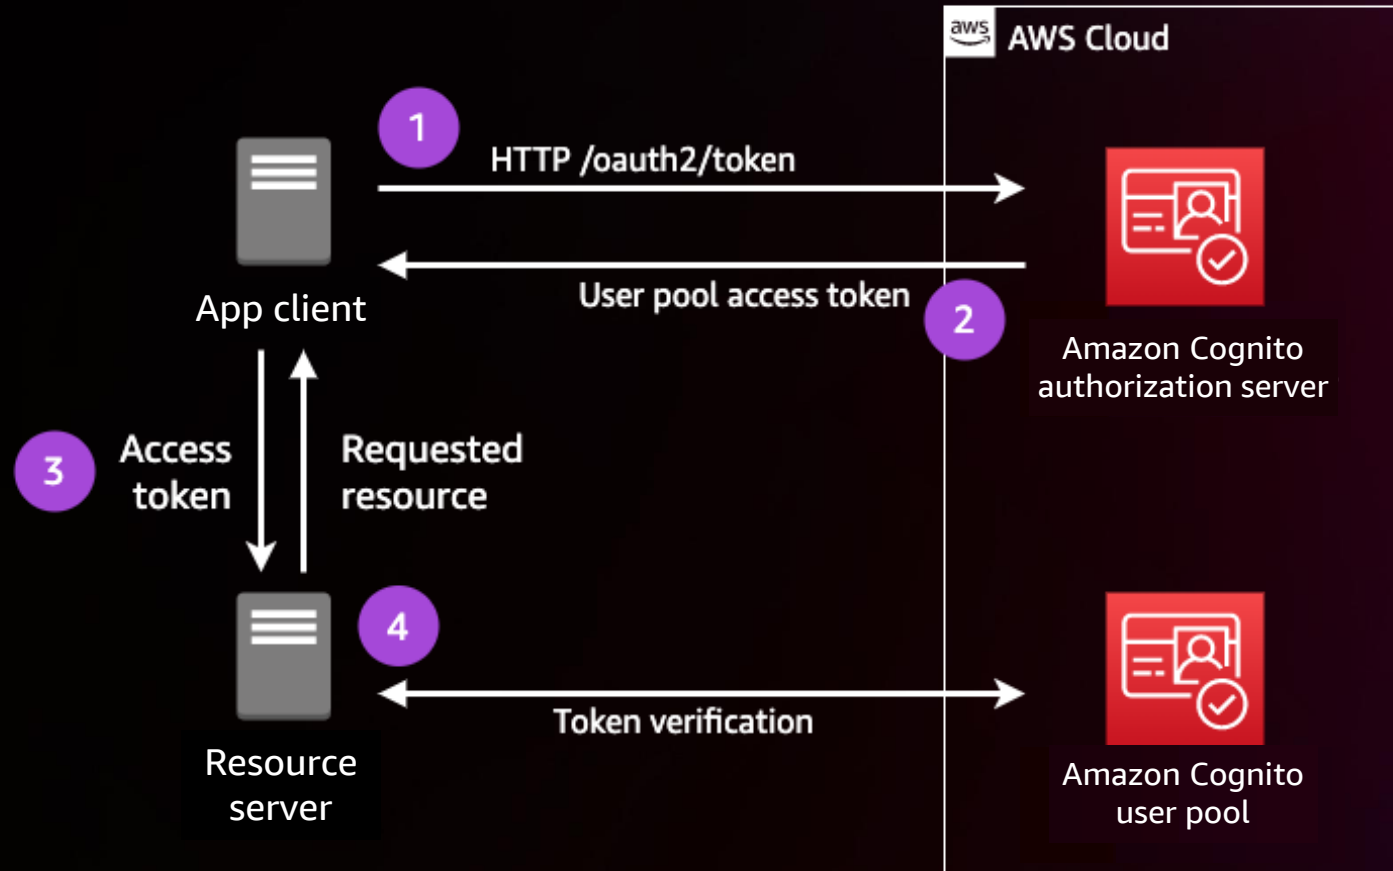 aws
AWS Cloud
1
HTTP /oauth2/token
User pool access token
2
App client
Amazon Cognito
authorization server
3
Access
token
Requested
resource
4
Token verification
Resource
server
Amazon Cognito
user pool